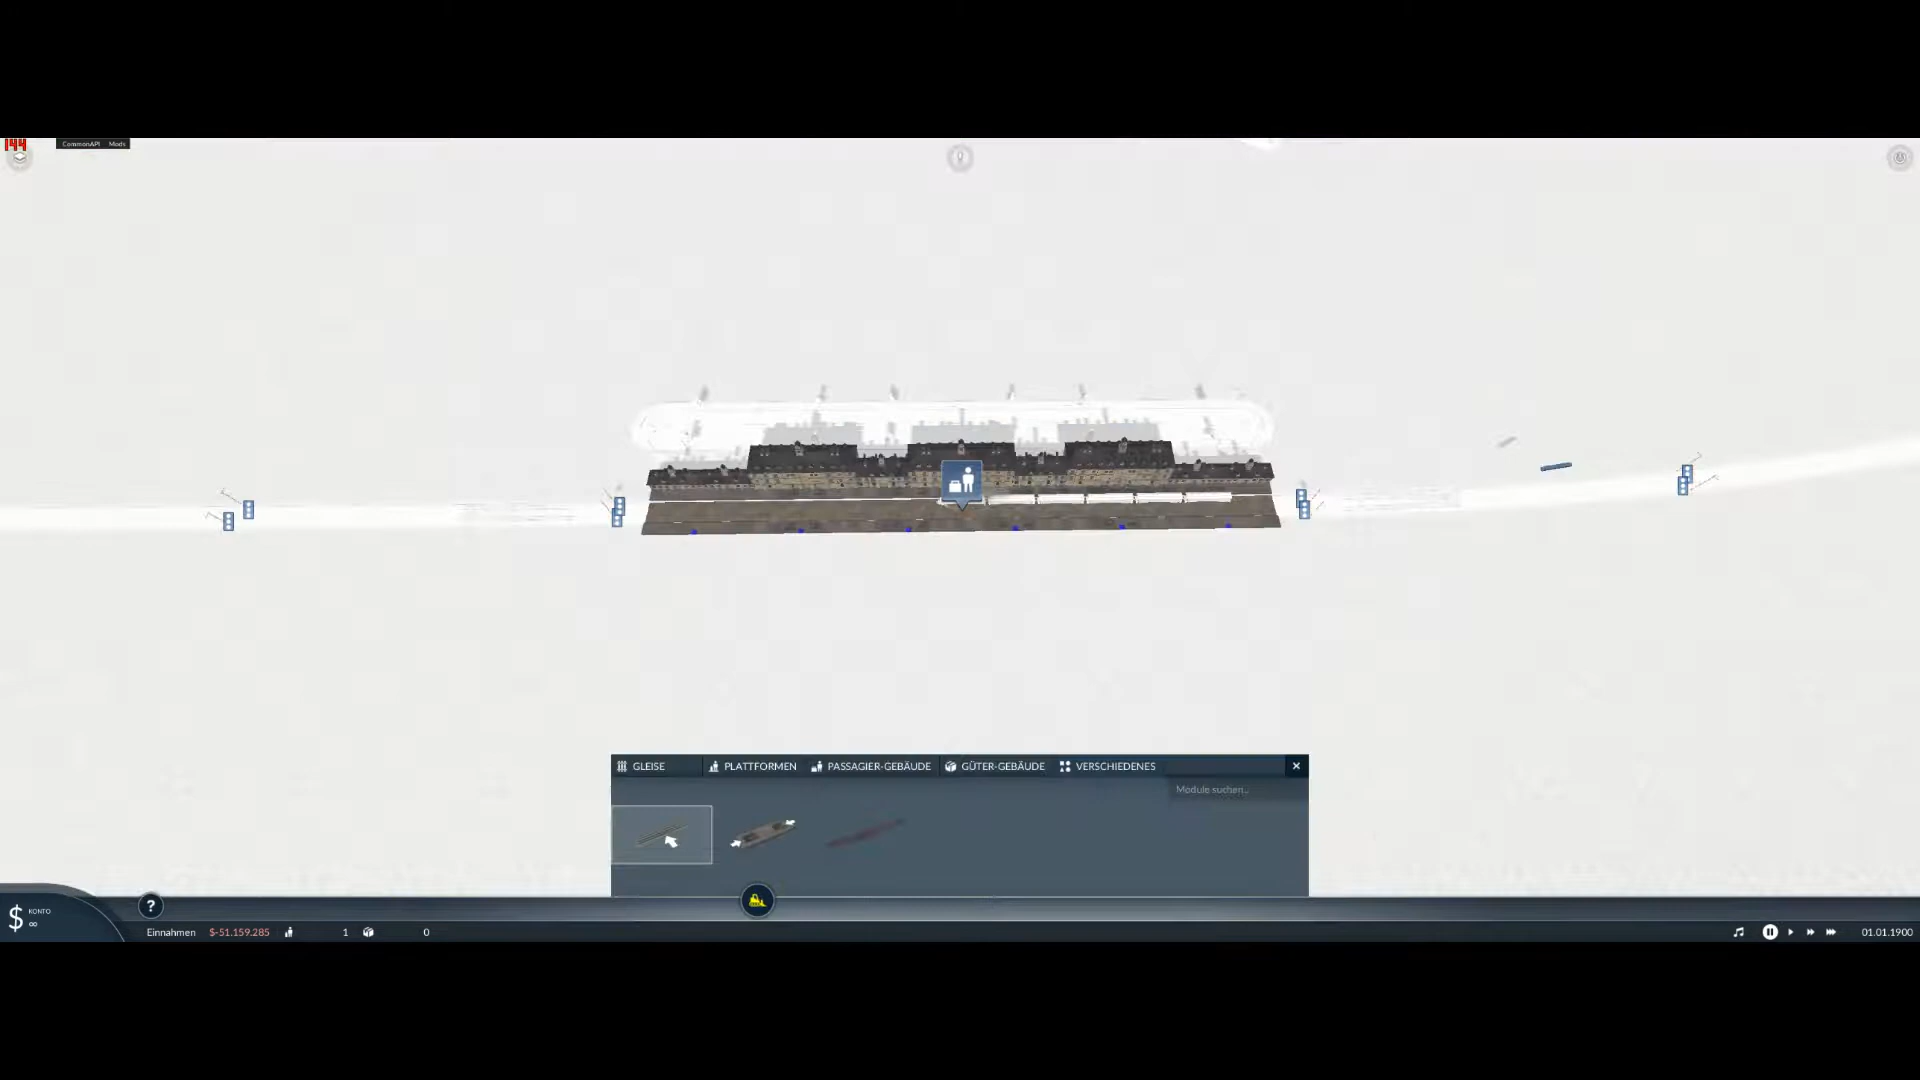 144
CommonAPI Mods
GLEISE PLATTFORMEN PASSAGIER-GEBÄUDE GÜTER-GEBÄUDE VERSCHIEDENES
Module suchen...
$ KONTO
∞
?
Einnahmen $-51.159.285 1 0
01.01.1900